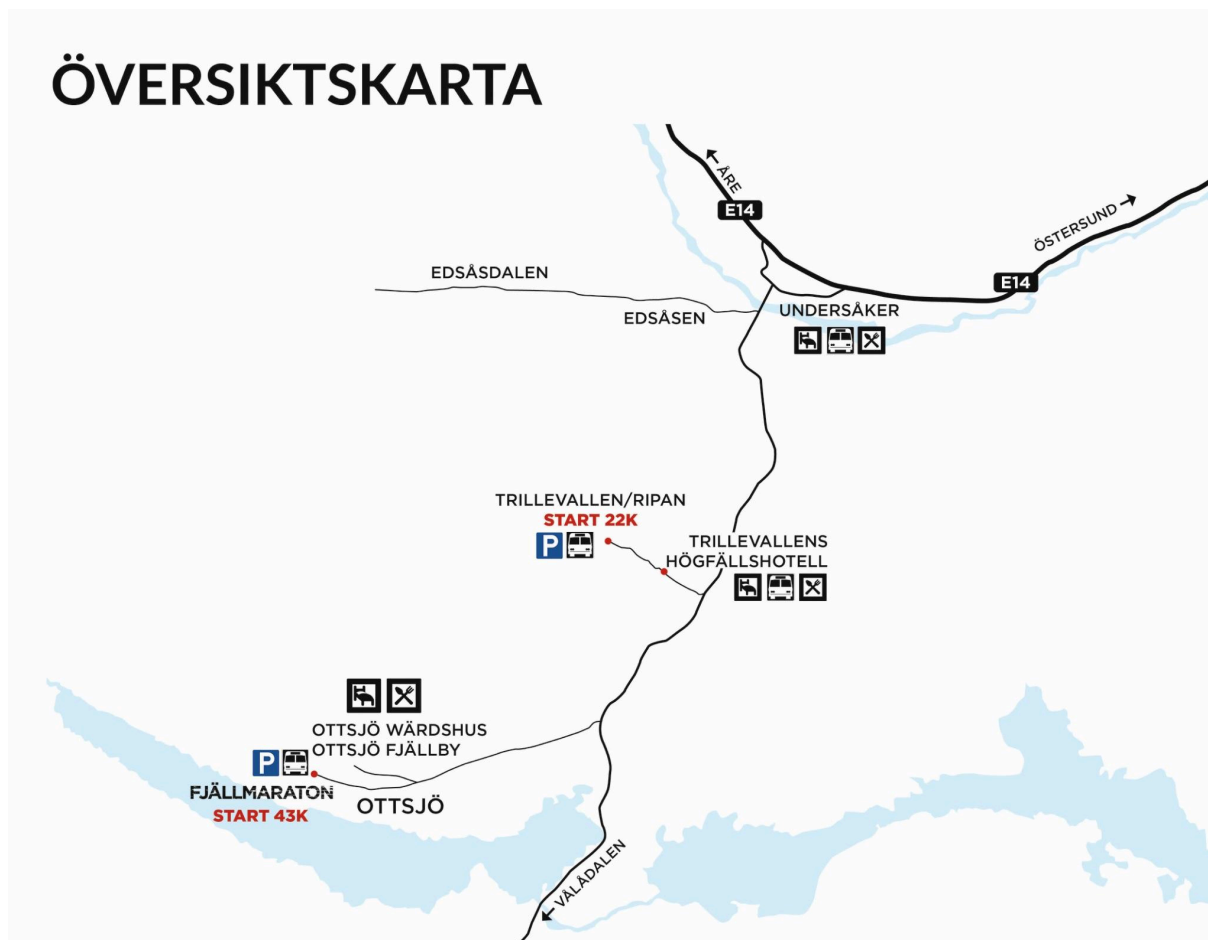 ÖVERSIKTSKARTA
ÅRE
E14
ÖSTERSUND
E14
EDSÅSDALEN
EDSÅSEN
UNDERSÅKER
TRILLEVALLEN/RIPAN
START 22K
P
TRILLEVALLENS
HÖGFÄLLSHOTELL
OTTSJÖ WÄRDSHUS
OTTSJÖ FJÄLLBY
P
FJÄLLMARATON
START 43K
OTTSJÖ
VÅLÅDALEN